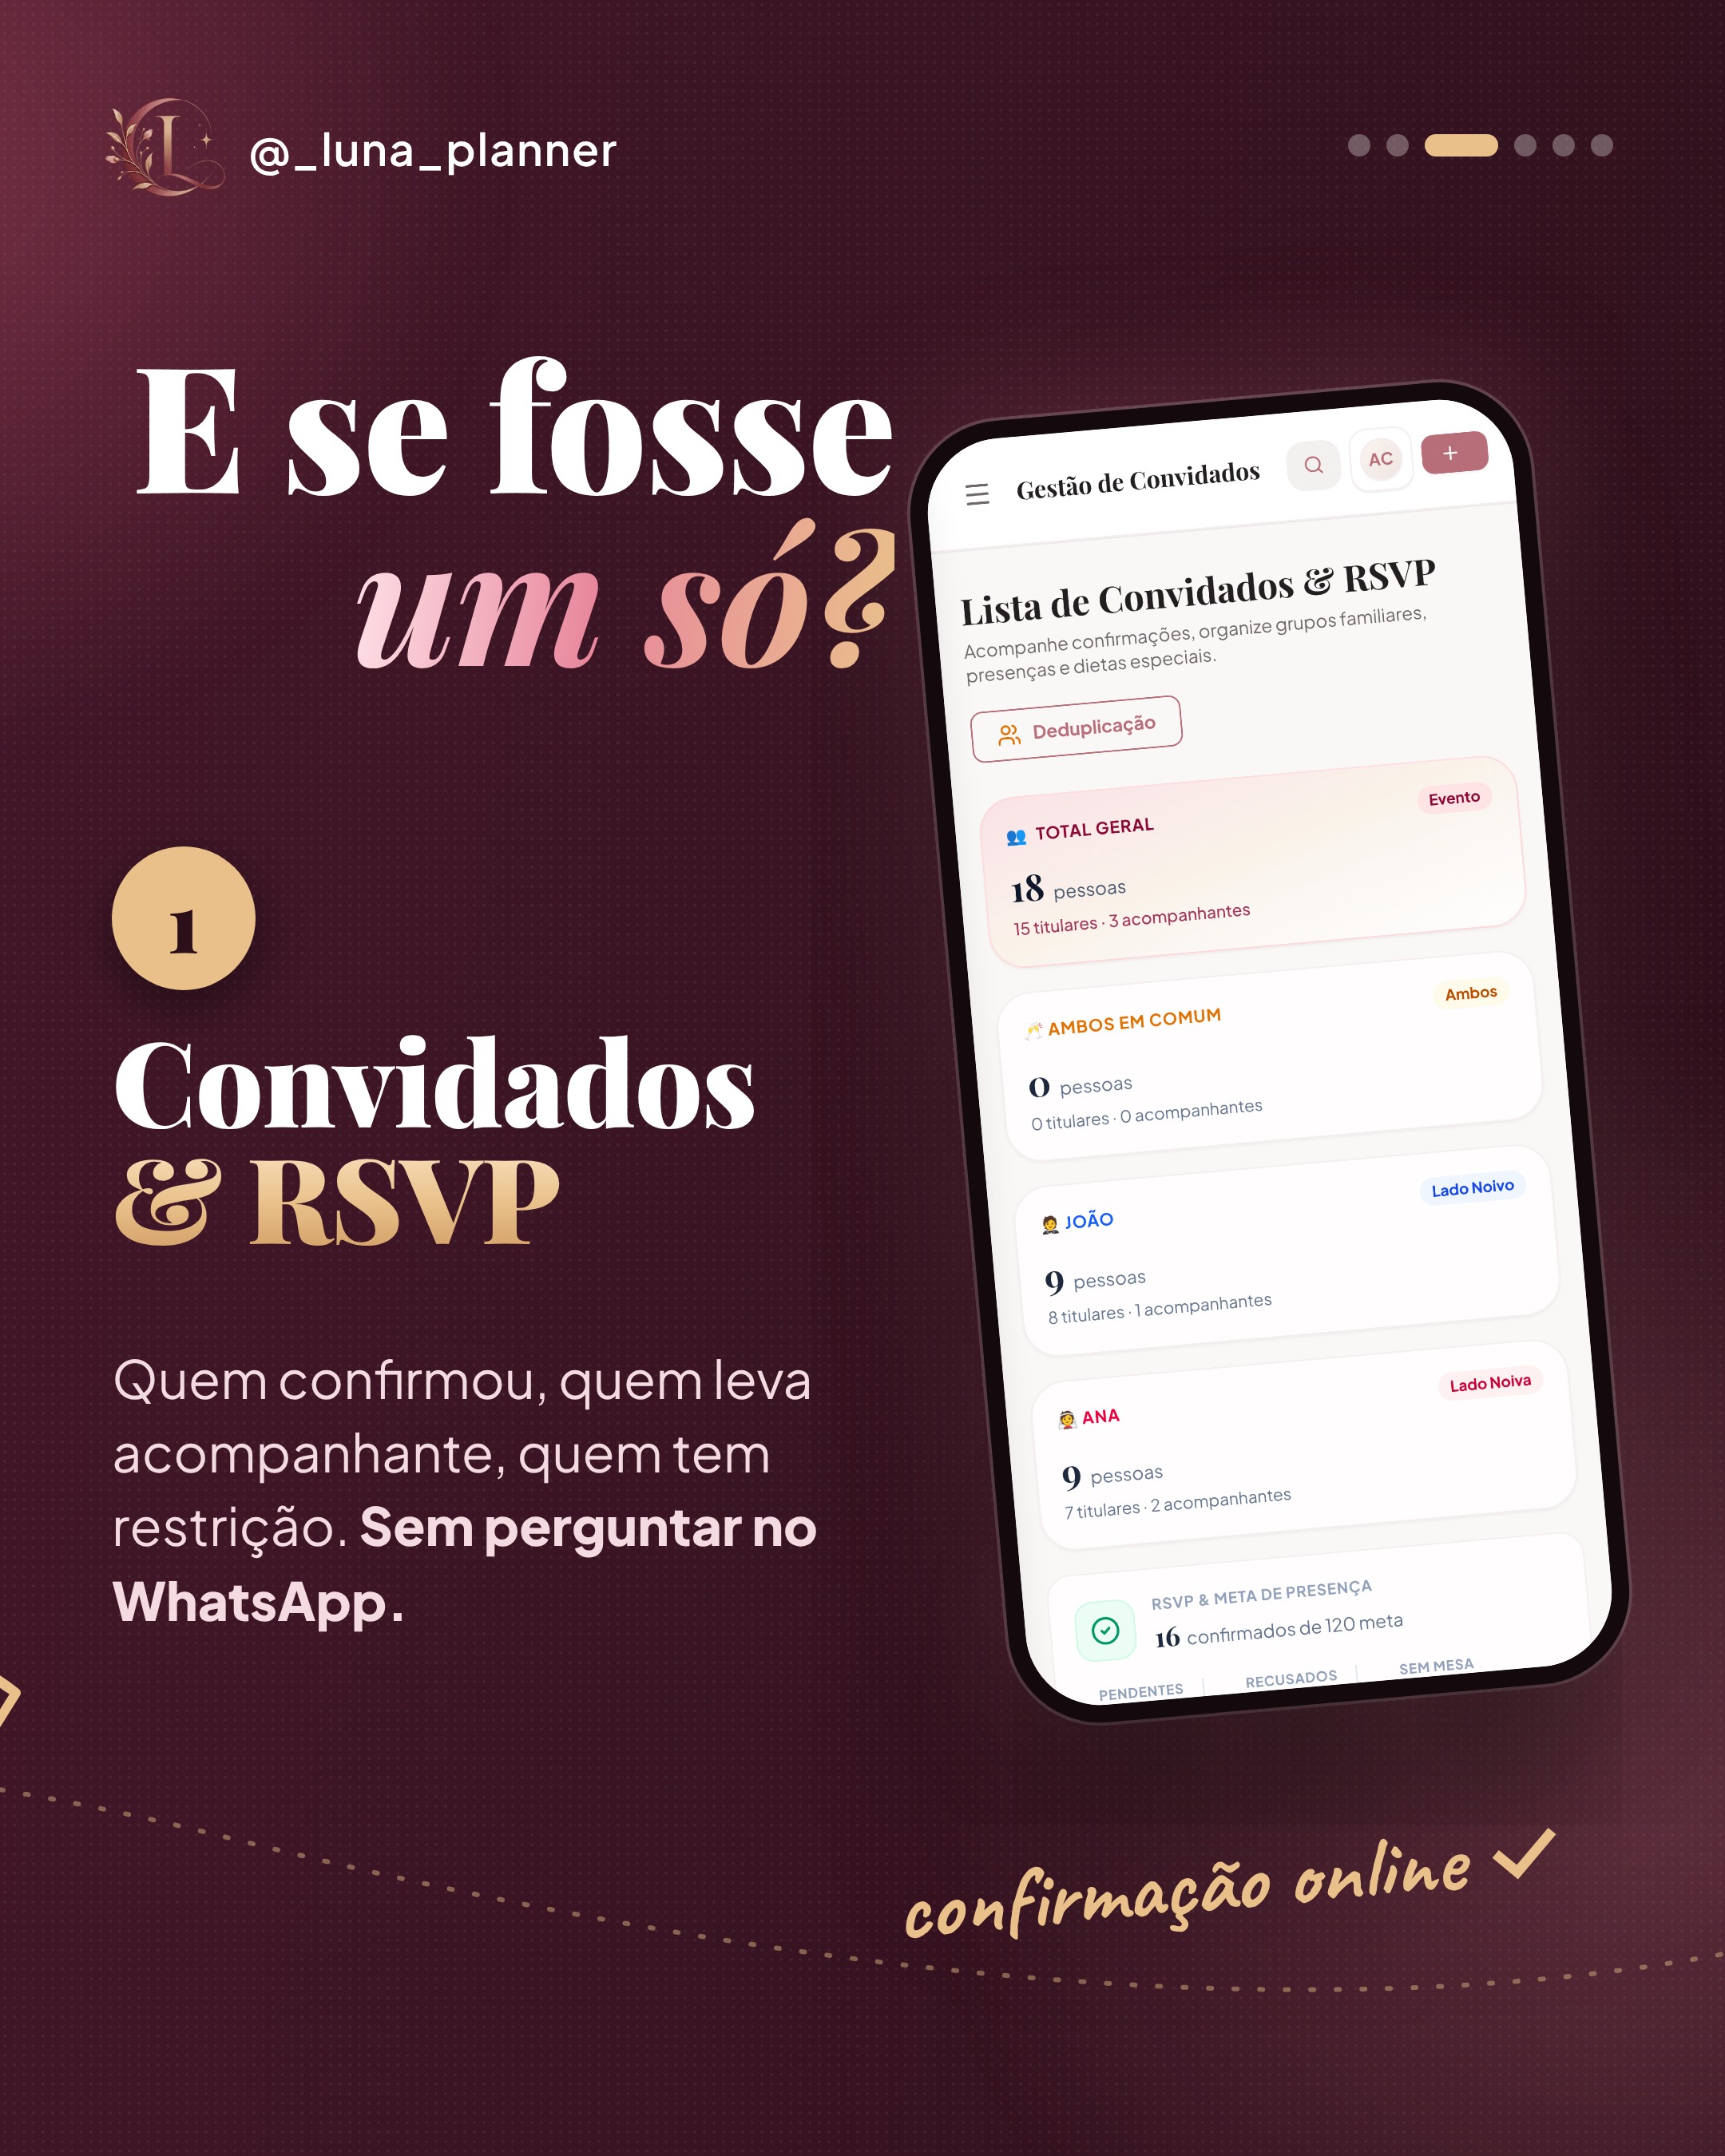 L
@_luna_planner
E se fosse
um só?
1
Convidados
& RSVP
Quem confirmou, quem leva
acompanhante, quem tem
restrição. Sem perguntar no
WhatsApp.
Gestão de Convidados
AC
+
Lista de Convidados & RSVP
Acompanhe confirmações, organize grupos familiares,
presenças e dietas especiais.
Deduplicação
TOTAL GERAL
Evento
18 pessoas
15 titulares · 3 acompanhantes
AMBOS EM COMUM
Ambos
0 pessoas
0 titulares · 0 acompanhantes
JOÃO
Lado Noivo
9 pessoas
8 titulares · 1 acompanhantes
ANA
Lado Noiva
9 pessoas
7 titulares · 2 acompanhantes
RSVP & META DE PRESENÇA
16 confirmados de 120 meta
PENDENTES
RECUSADOS
SEM MESA
confirmação online